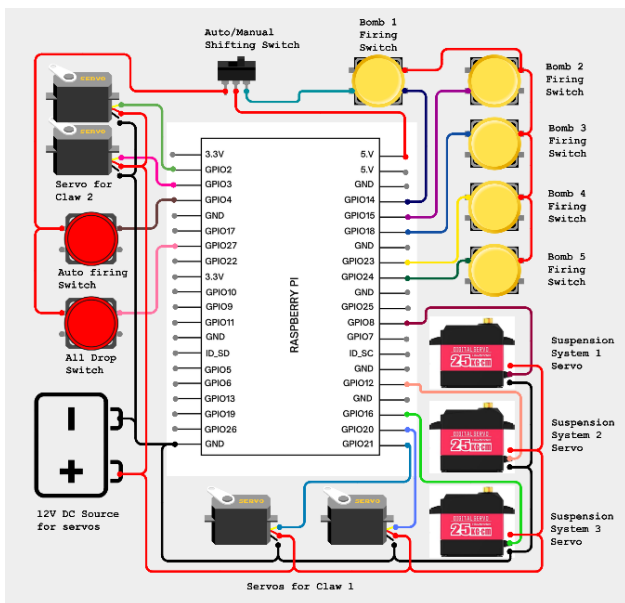 Auto/Manual
Shifting Switch
Bomb 1
Firing
Switch
Bomb 2
Firing
Switch
Bomb 3
Firing
Switch
Bomb 4
Firing
Switch
Bomb 5
Firing
Switch
SERVO
SERVO
Servo for
Claw 2
Auto firing
Switch
All Drop
Switch
12V DC Source
for servos
3.3V
GPIO2
GPIO3
GPIO4
GND
GPIO17
GPIO27
GPIO22
3.3V
GPIO10
GPIO9
GPIO11
GND
ID_SD
GPIO5
GPIO6
GPIO13
GPIO19
GPIO26
GND
RASPBERRY PI
5.V
5.V
GND
GPIO14
GPIO15
GPIO18
GND
GPIO23
GPIO24
GND
GPIO25
GPIO8
GPIO7
ID_SC
GND
GPIO12
GND
GPIO16
GPIO20
GPIO21
DIGITAL SERVO
25KG·CM
Suspension
System 1
Servo
DIGITAL SERVO
25KG·CM
Suspension
System 2
Servo
DIGITAL SERVO
25KG·CM
Suspension
System 3
Servo
SERVO
SERVO
Servos for Claw 1